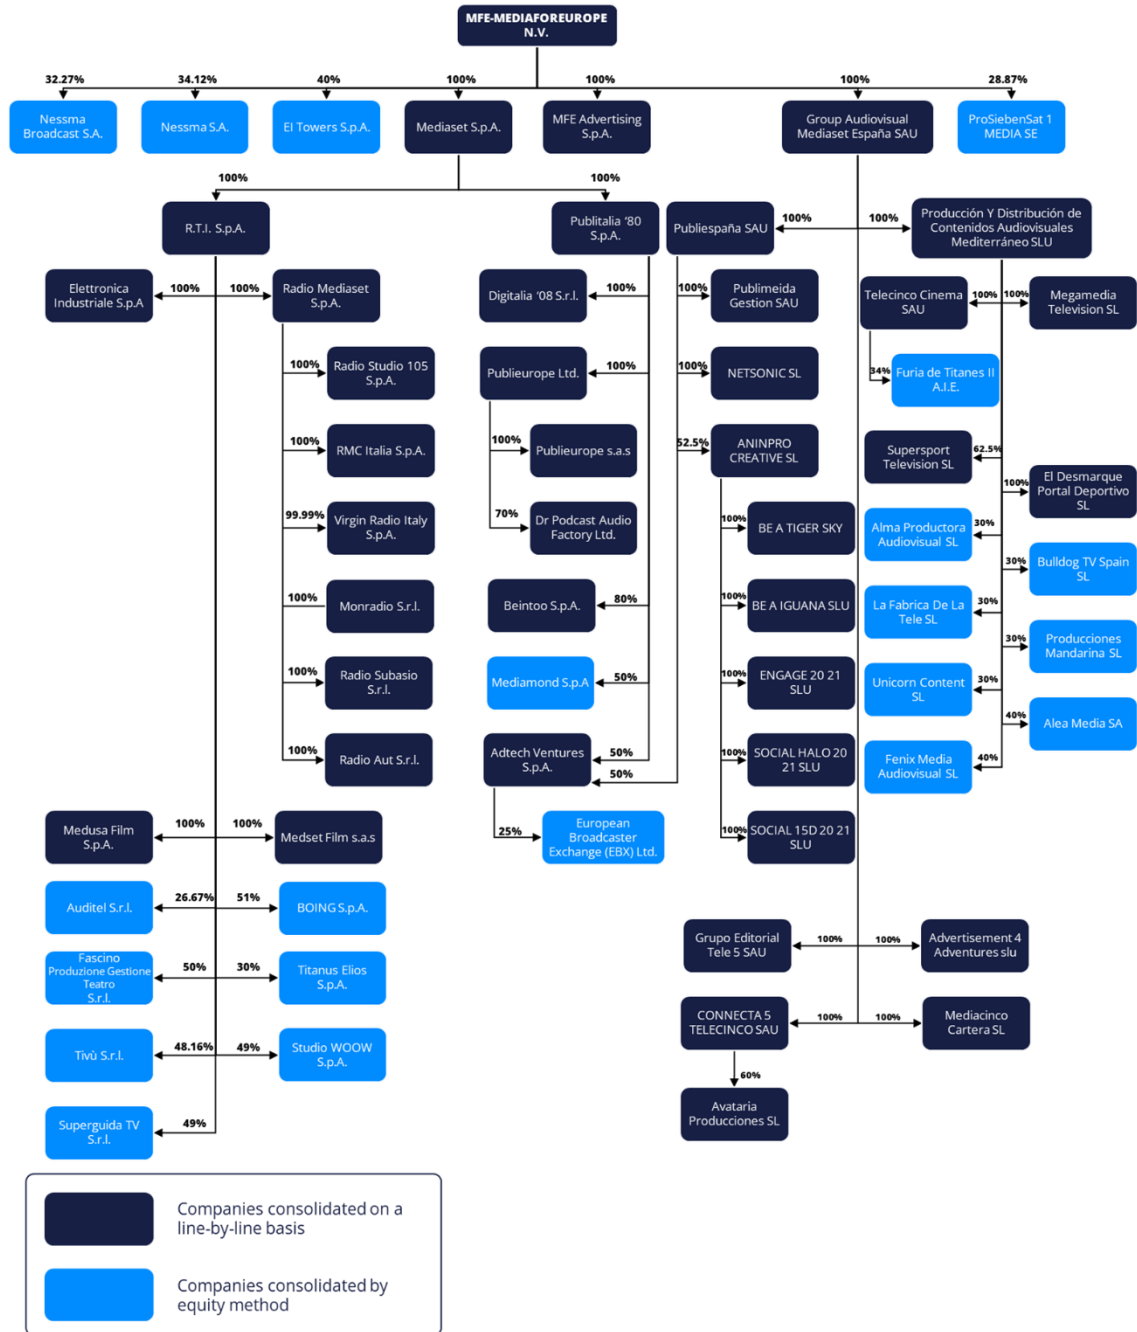 MFE-MEDIAFOREUROPE
N.V.
32.27%
34.12%
40%
100%
100%
100%
28.87%
Nessma
Broadcast S.A.
Nessma S.A.
EI Towers S.p.A.
Mediaset S.p.A.
MFE Advertising
S.p.A.
Group Audiovisual
Mediaset España SAU
ProSiebenSat 1
MEDIA SE
100%
100%
R.T.I. S.p.A.
Publitalia ‘80
S.p.A.
Publiespaña SAU
100%
100%
Producción Y Distribución de
Contenidos Audiovisuales
Mediterráneo SLU
Elettronica
Industriale S.p.A
100%
100%
Radio Mediaset
S.p.A.
Digitalia ‘08 S.r.l.
100%
100%
Publimeida
Gestion SAU
Telecinco Cinema
SAU
100%
100%
Megamedia
Television SL
100%
Radio Studio 105
S.p.A.
Publieurope Ltd.
100%
100%
NETSONIC SL
34%
Furia de Titanes II
A.I.E.
100%
RMC Italia S.p.A.
100%
Publieurope s.a.s
52.5%
ANINPRO
CREATIVE SL
Supersport
Television SL
62.5%
100%
El Desmarque
Portal Deportivo
SL
99.99%
Virgin Radio Italy
S.p.A.
70%
Dr Podcast Audio
Factory Ltd.
100%
BE A TIGER SKY
Alma Productora
Audiovisual SL
30%
30%
Bulldog TV Spain
SL
100%
Monradio S.r.l.
Beintoo S.p.A.
80%
100%
BE A IGUANA SLU
La Fabrica De La
Tele SL
30%
30%
Producciones
Mandarina SL
100%
Radio Subasio
S.r.l.
Mediamond S.p.A
50%
100%
ENGAGE 20 21
SLU
Unicorn Content
SL
30%
40%
Alea Media SA
100%
Radio Aut S.r.l.
Adtech Ventures
S.p.A.
50%
50%
100%
SOCIAL HALO 20
21 SLU
Fenix Media
Audiovisual SL
40%
Medusa Film
S.p.A.
100%
100%
Medset Film s.a.s
25%
European
Broadcaster
Exchange (EBX) Ltd.
100%
SOCIAL 15D 20 21
SLU
Auditel S.r.l.
26.67%
51%
BOING S.p.A.
Grupo Editorial
Tele 5 SAU
100%
100%
Advertisement 4
Adventures slu
Fascino
Produzione Gestione
Teatro
S.r.l.
50%
30%
Titanus Elios
S.p.A.
CONNECTA 5
TELECINCO SAU
100%
100%
Mediacinco
Cartera SL
Tivù S.r.l.
48.16%
49%
Studio WOOW
S.p.A.
60%
Avataria
Producciones SL
Superguida TV
S.r.l.
49%
Companies consolidated on a
line-by-line basis
Companies consolidated by
equity method